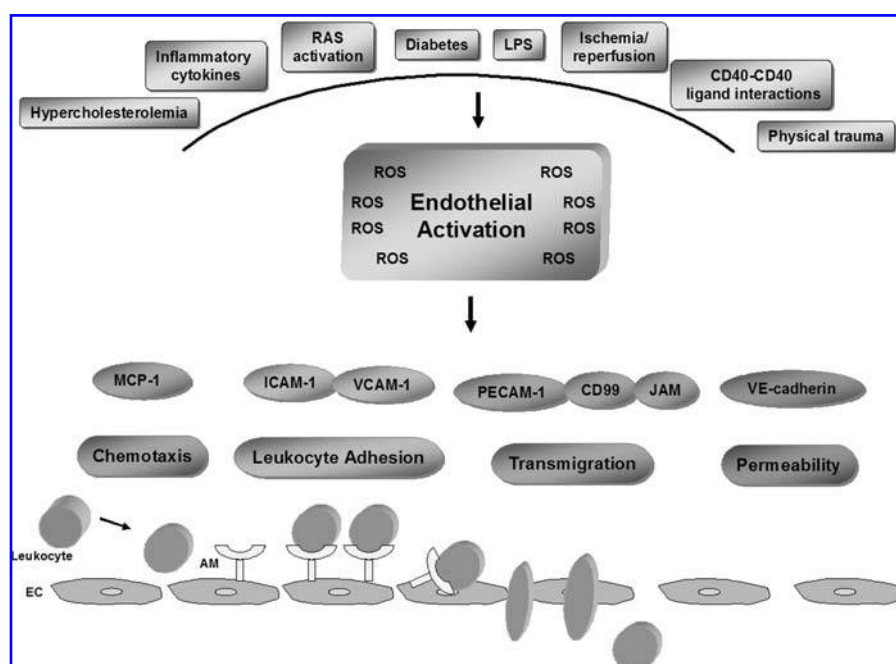 RAS
activation
Diabetes
LPS
Ischemia/
reperfusion
Inflammatory
cytokines
CD40-CD40
ligand interactions
Hypercholesterolemia
Physical trauma
ROS
ROS
ROS
Endothelial
ROS
ROS
Activation
ROS
ROS
ROS
MCP-1
ICAM-1
VCAM-1
PECAM-1
CD99
JAM
VE-cadherin
Chemotaxis
Leukocyte Adhesion
Transmigration
Permeability
Leukocyte
AM
EC